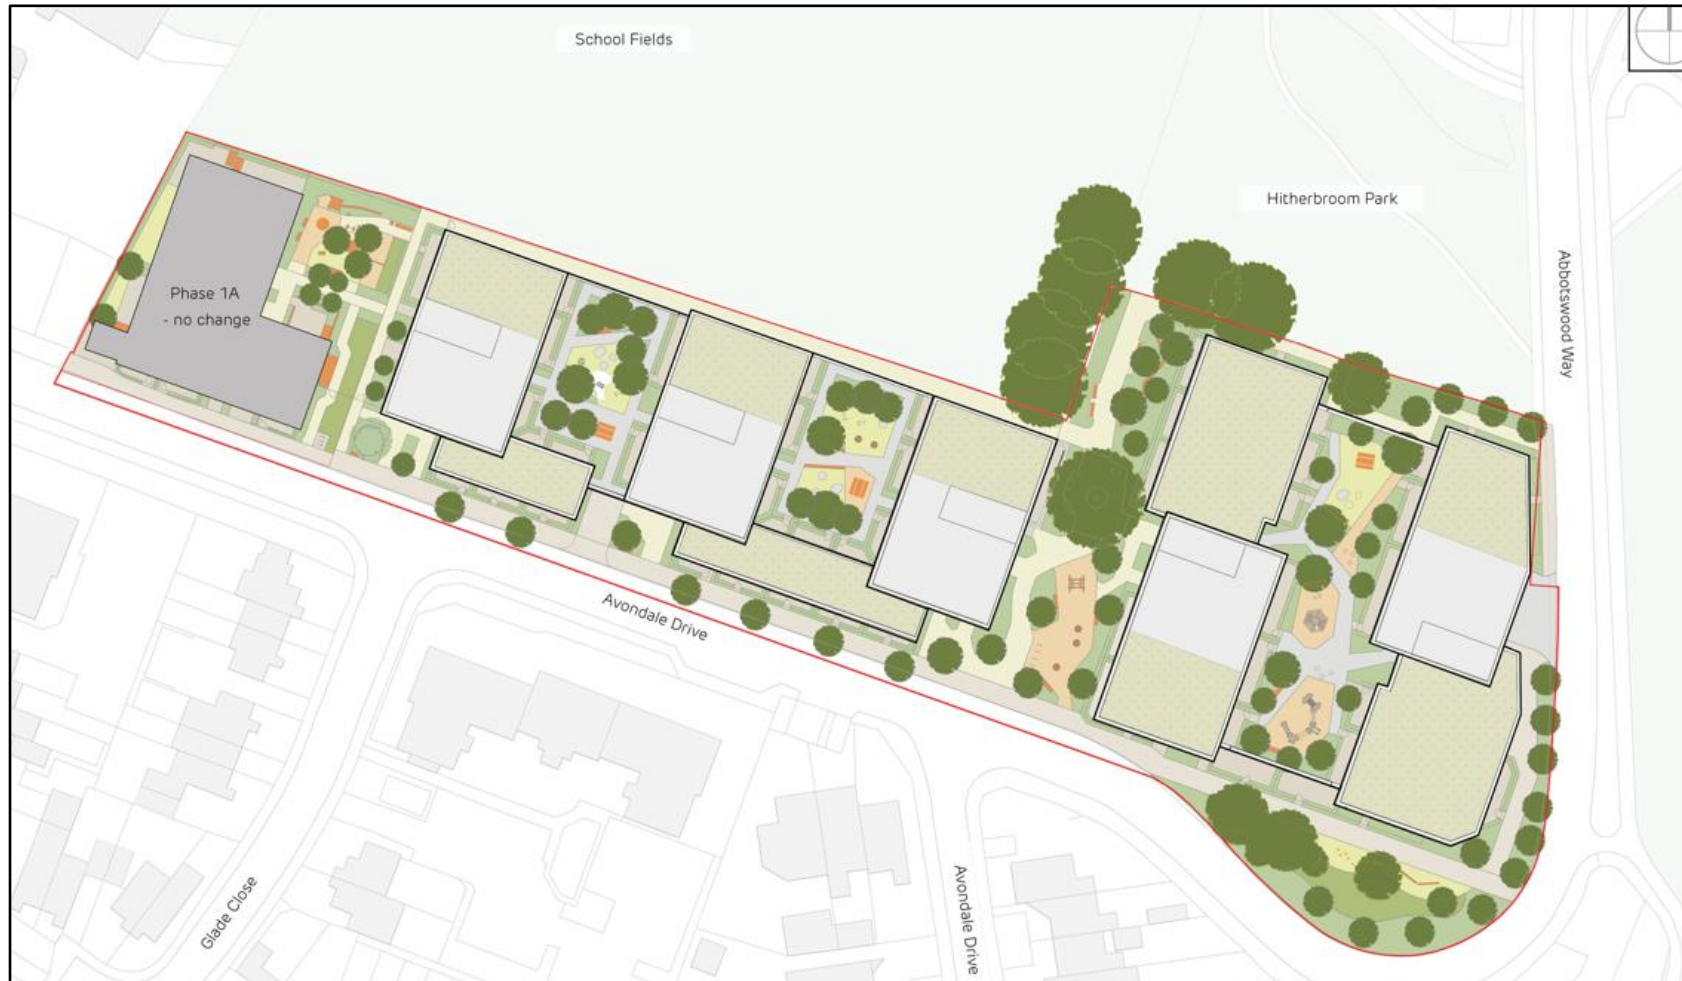 School Fields
Hitherbroom Park
Abbotswood Way
Phase 1A
- no change
Avondale Drive
Glade Close
Avondale Drive